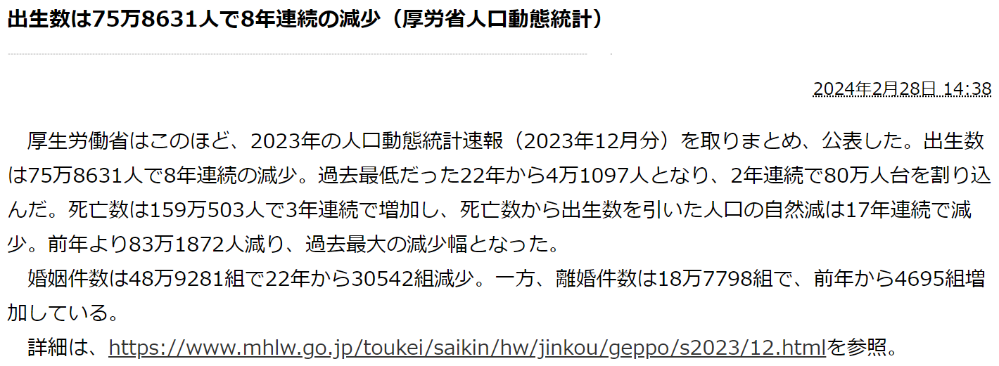 出生数は75万8631人で8年連続の減少（厚労省人口動態統計）
2024年2月28日 14:38
　厚生労働省はこのほど、2023年の人口動態統計速報（2023年12月分）を取りまとめ、公表した。出生数
は75万8631人で8年連続の減少。過去最低だった22年から4万1097人となり、2年連続で80万人台を割り込
んだ。死亡数は159万503人で3年連続で増加し、死亡数から出生数を引いた人口の自然減は17年連続で減
少。前年より83万1872人減り、過去最大の減少幅となった。
　婚姻件数は48万9281組で22年から30542組減少。一方、離婚件数は18万7798組で、前年から4695組増
加している。
　詳細は、https://www.mhlw.go.jp/toukei/saikin/hw/jinkou/geppo/s2023/12.htmlを参照。